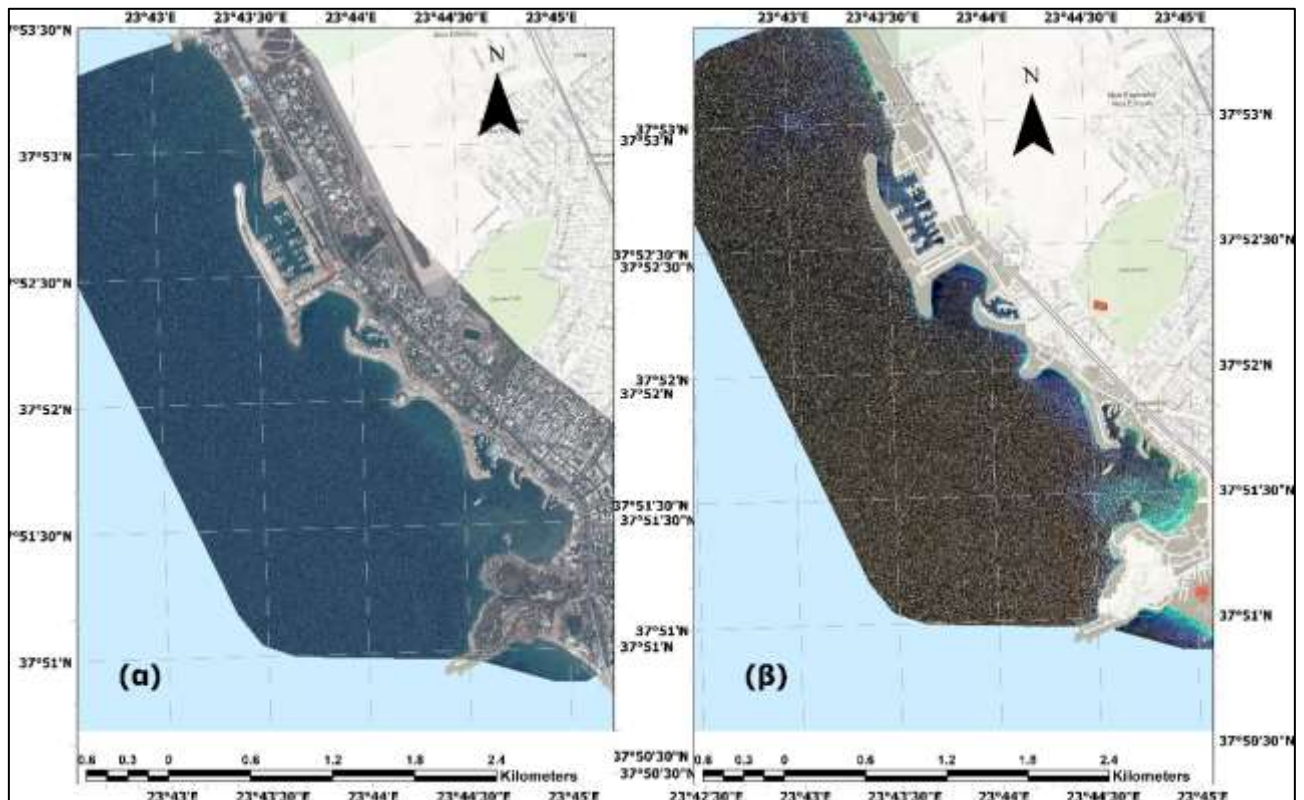 23°43'E 23°43'30"E 23°44'E 23°44'30"E 23°45'E
23°43'E 23°43'30"E 23°44'E 23°44'30"E 23°45'E
7°53'30"N
N
N
37°53'N
37°53'N
37°53'N
37°53'N
37°52'30"N
37°52'30"N
7°52'30"N
37°52'30"N
37°52'N
37°52'N
37°52'N
37°52'N
37°51'30"N
37°51'30"N
37°51'30"N
37°51'30"N
37°51'N
37°51'N
37°51'N
37°51'N
(α)
(β)
37°50'30"N
37°50'30"N
37°50'30"N
0.6 0.3 0 0.6 1.2 1.8 2.4
Kilometers
0.6 0.3 0 0.6 1.2 1.8 2.4
Kilometers
23°43'E 23°43'30"E 23°44'E 23°44'30"E
23°42'30"E 23°43'E 23°43'30"E 23°44'E 23°44'30"E 23°45'E